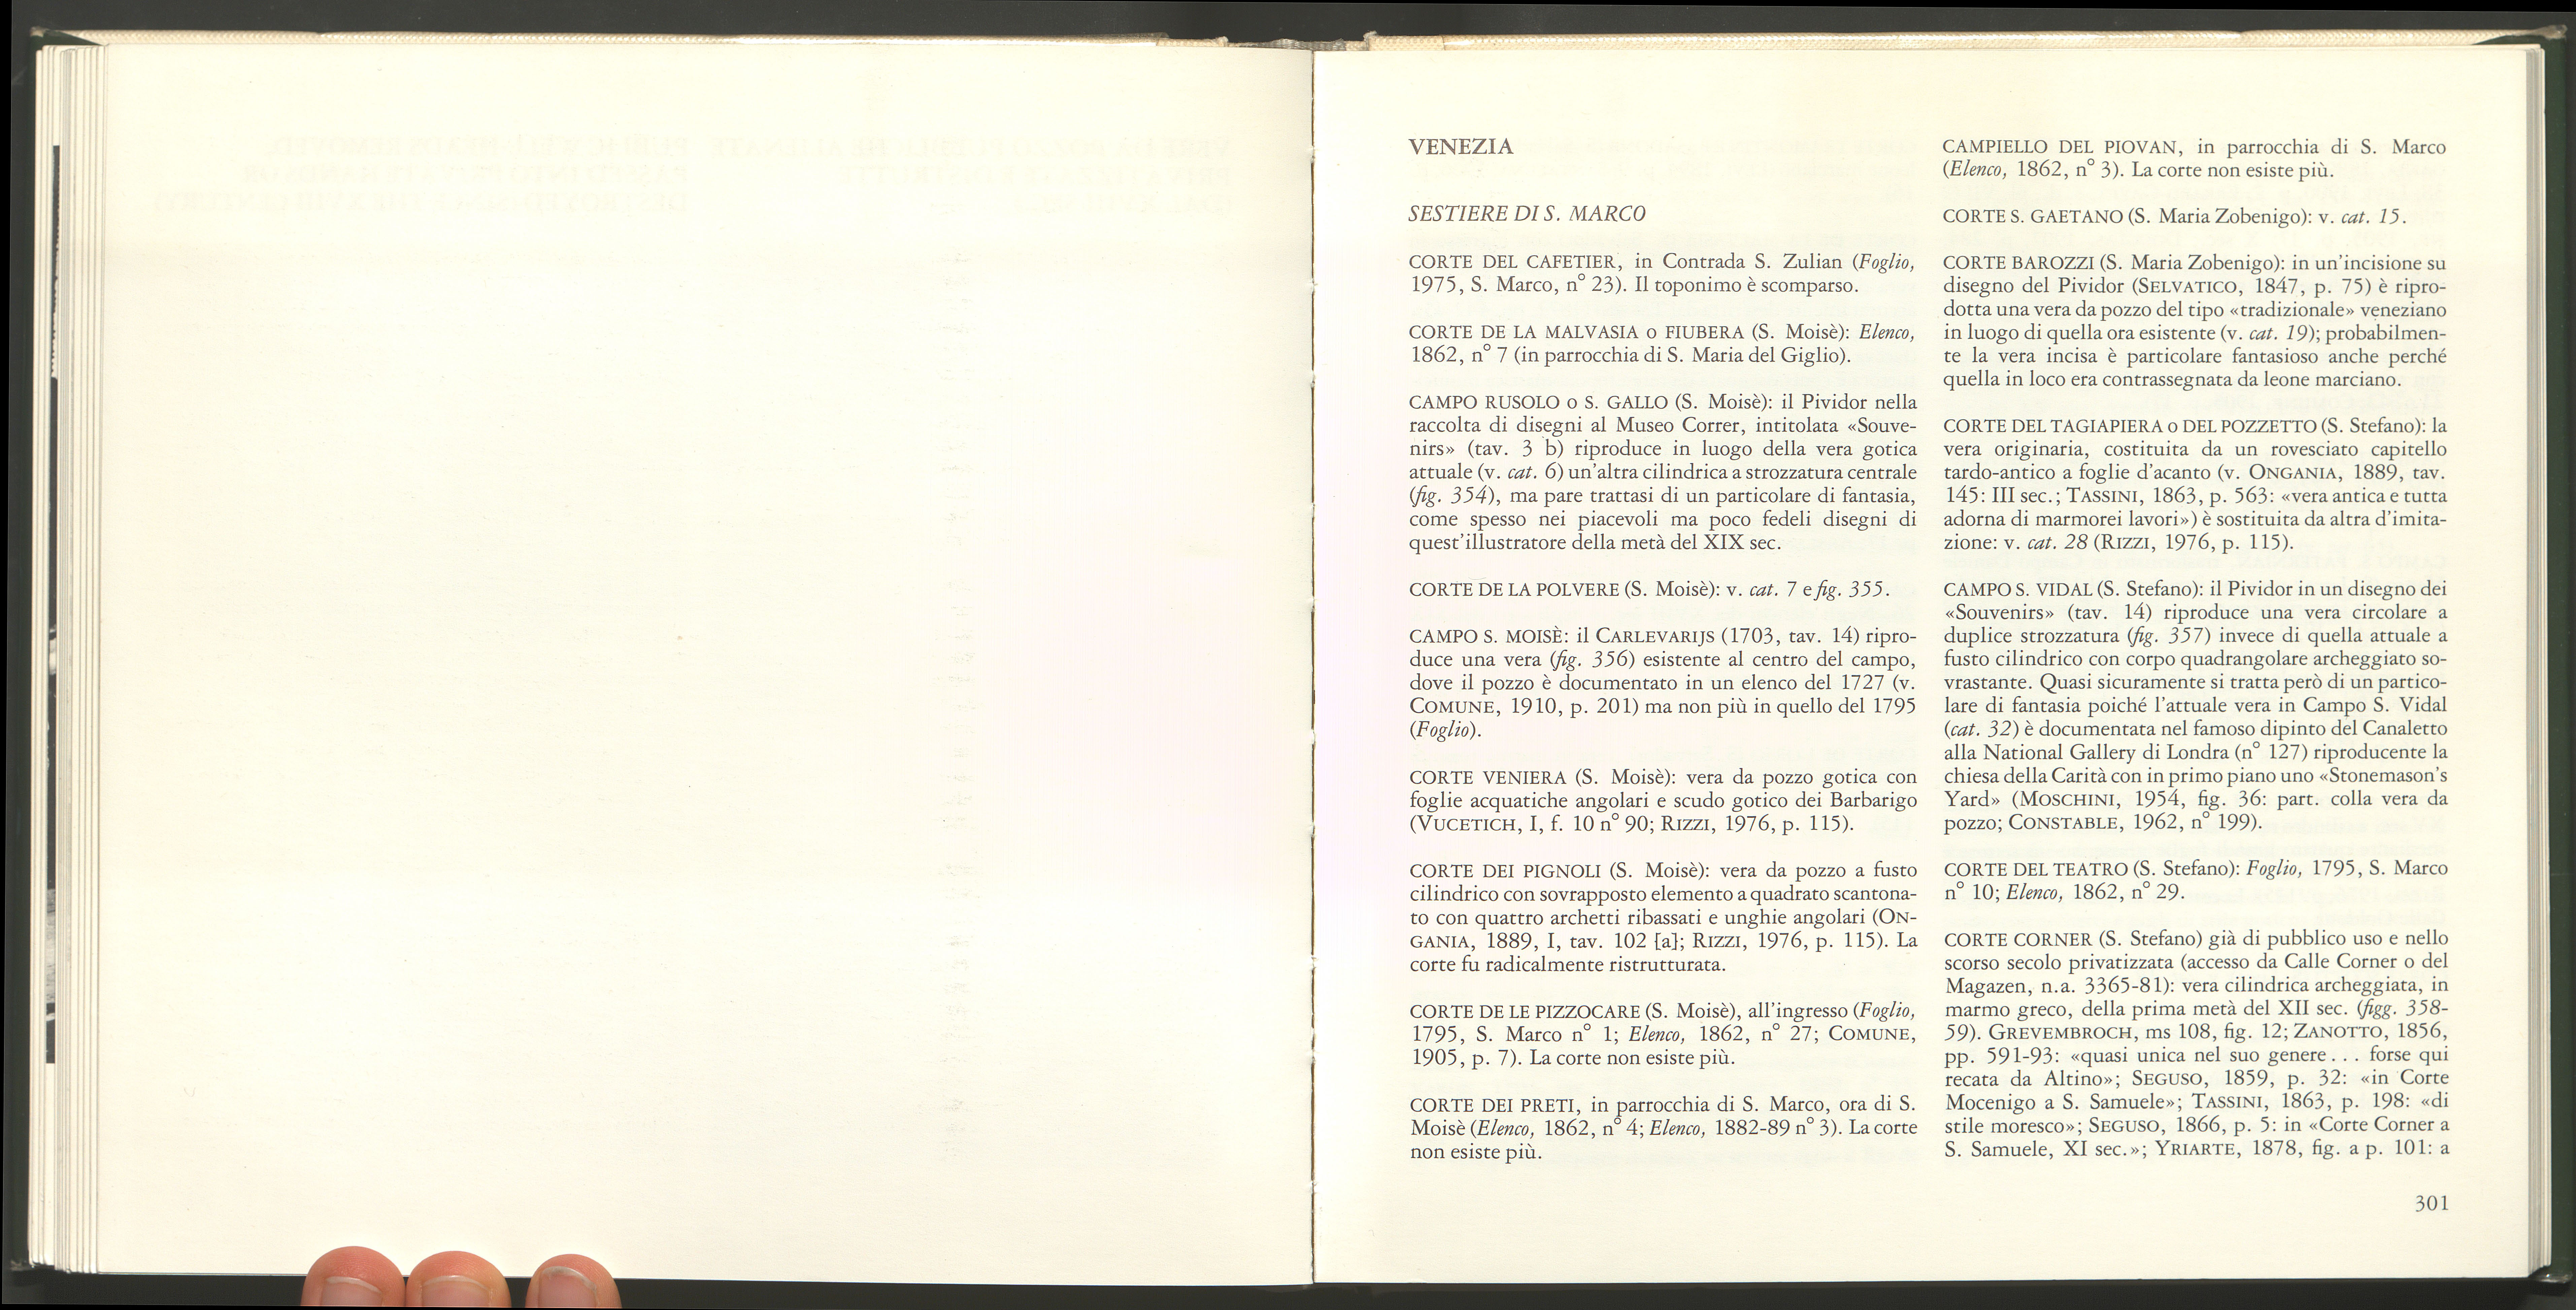 VENEZIA
SESTIERE DI S. MARCO
CORTE DEL CAFETIER, in Contrada S. Zulian (Foglio,
1975, S. Marco, n° 23). Il toponimo è scomparso.
CORTE DE LA MALVASIA o FIUBERA (S. Moisè): Elenco,
1862, n° 7 (in parrocchia di S. Maria del Giglio).
CAMPO RUSOLO o S. GALLO (S. Moisè): il Pividor nella
raccolta di disegni al Museo Correr, intitolata «Souve-
nirs» (tav. 3 b) riproduce in luogo della vera gotica
attuale (v. cat. 6) un'altra cilindrica a strozzatura centrale
(fig. 354), ma pare trattasi di un particolare di fantasia,
come spesso nei piacevoli ma poco fedeli disegni di
quest'illustratore della metà del XIX sec.
CORTE DE LA POLVERE (S. Moisè): v. cat. 7 e fig. 355.
CAMPO S. MOISÈ: il CARLEVARIJS (1703, tav. 14) ripro-
duce una vera (fig. 356) esistente al centro del campo,
dove il pozzo è documentato in un elenco del 1727 (v.
COMUNE, 1910, p. 201) ma non più in quello del 1795
(Foglio).
CORTE VENIERA (S. Moisè): vera da pozzo gotica con
foglie acquatiche angolari e scudo gotico dei Barbarigo
(VUCETICH, I, f. 10 n° 90; RIZZI, 1976, p. 115).
CORTE DEI PIGNOLI (S. Moisè): vera da pozzo a fusto
cilindrico con sovrapposto elemento a quadrato scantona-
to con quattro archetti ribassati e unghie angolari (ON-
GANIA, 1889, I, tav. 102 [a]; RIZZI, 1976, p. 115). La
corte fu radicalmente ristrutturata.
CORTE DE LE PIZZOCARE (S. Moisè), all'ingresso (Foglio,
1795, S. Marco n° 1; Elenco, 1862, n° 27; COMUNE,
1905, p. 7). La corte non esiste più.
CORTE DEI PRETI, in parrocchia di S. Marco, ora di S.
Moisè (Elenco, 1862, n° 4; Elenco, 1882-89 n° 3). La corte
non esiste più.
CAMPIELLO DEL PIOVAN, in parrocchia di S. Marco
(Elenco, 1862, n° 3). La corte non esiste più.
CORTE S. GAETANO (S. Maria Zobenigo): v. cat. 15.
CORTE BAROZZI (S. Maria Zobenigo): in un'incisione su
disegno del Pividor (SELVATICO, 1847, p. 75) è ripro-
dotta una vera da pozzo del tipo «tradizionale» veneziano
in luogo di quella ora esistente (v. cat. 19); probabilmen-
te la vera incisa è particolare fantasioso anche perché
quella in loco era contrassegnata da leone marciano.
CORTE DEL TAGIAPIERA o DEL POZZETTO (S. Stefano): la
vera originaria, costituita da un rovesciato capitello
tardo-antico a foglie d'acanto (v. ONGANIA, 1889, tav.
145: III sec.; TASSINI, 1863, p. 563: «vera antica e tutta
adorna di marmorei lavori») è sostituita da altra d'imita-
zione: v. cat. 28 (RIZZI, 1976, p. 115).
CAMPO S. VIDAL (S. Stefano): il Pividor in un disegno dei
«Souvenirs» (tav. 14) riproduce una vera circolare a
duplice strozzatura (fig. 357) invece di quella attuale a
fusto cilindrico con corpo quadrangolare archeggiato so-
vrastante. Quasi sicuramente si tratta però di un partico-
lare di fantasia poiché l'attuale vera in Campo S. Vidal
(cat. 32) è documentata nel famoso dipinto del Canaletto
alla National Gallery di Londra (n° 127) riproducente la
chiesa della Carità con in primo piano uno «Stonemason's
Yard» (MOSCHINI, 1954, fig. 36: part. colla vera da
pozzo; CONSTABLE, 1962, n° 199).
CORTE DEL TEATRO (S. Stefano): Foglio, 1795, S. Marco
n° 10; Elenco, 1862, n° 29.
CORTE CORNER (S. Stefano) già di pubblico uso e nello
scorso secolo privatizzata (accesso da Calle Corner o del
Magazen, n.a. 3365-81): vera cilindrica archeggiata, in
marmo greco, della prima metà del XII sec. (figg. 358-
59). GREVEMBROCH, ms 108, fig. 12; ZANOTTO, 1856,
pp. 591-93: «quasi unica nel suo genere... forse qui
recata da Altino»; SEGUSO, 1859, p. 32: «in Corte
Mocenigo a S. Samuele»; TASSINI, 1863, p. 198: «di
stile moresco»; SEGUSO, 1866, p. 5: in «Corte Corner a
S. Samuele, XI sec.»; YRIARTE, 1878, fig. a p. 101: a
301